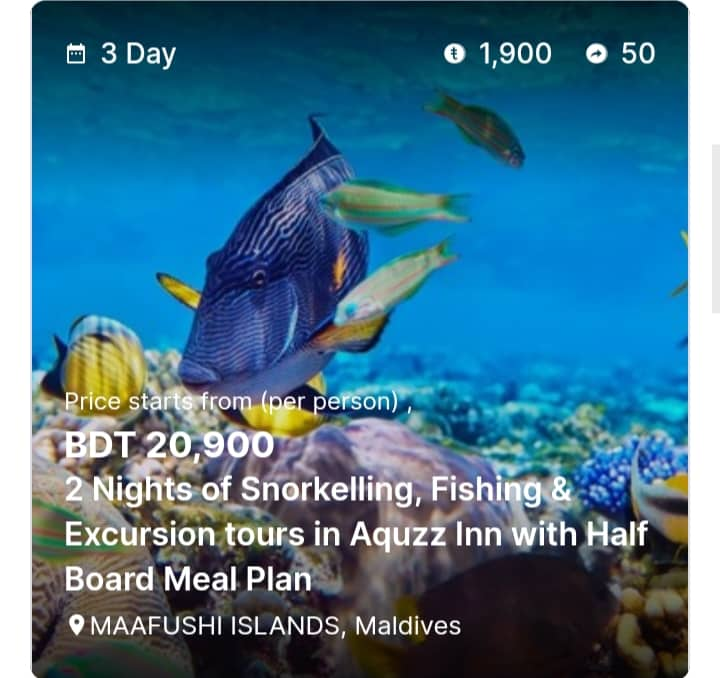 3 Day 1,900 50
Price starts from (per person) ,
BDT 20,900
2 Nights of Snorkelling, Fishing &
Excursion tours in Aquzz Inn with Half
Board Meal Plan
MAAFUSHI ISLANDS, Maldives